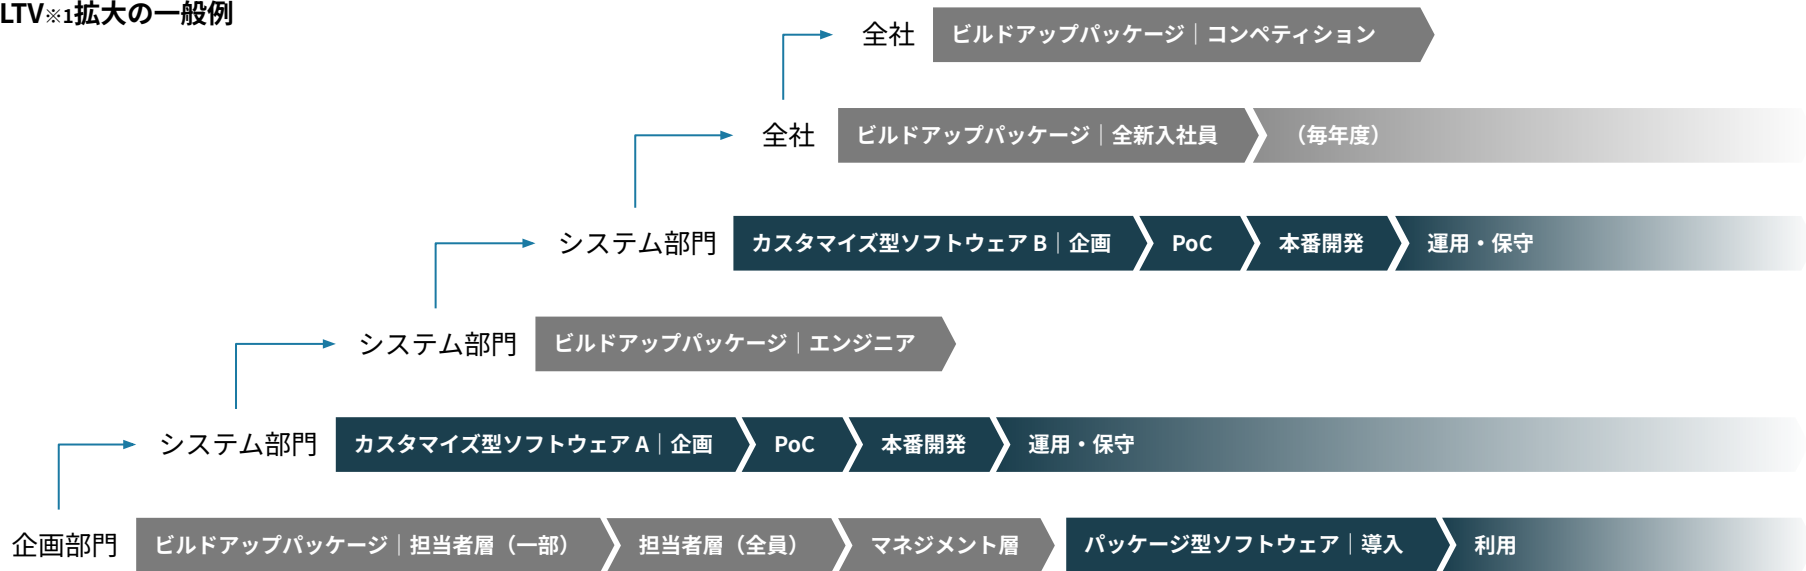 LTV※1拡大の一般例
全社 ビルドアップパッケージ｜コンペティション
全社 ビルドアップパッケージ｜全新入社員 （毎年度）
システム部門 カスタマイズ型ソフトウェア B｜企画 PoC 本番開発 運用・保守
システム部門 ビルドアップパッケージ｜エンジニア
システム部門 カスタマイズ型ソフトウェア A｜企画 PoC 本番開発 運用・保守
企画部門 ビルドアップパッケージ｜担当者層（一部） 担当者層（全員） マネジメント層 パッケージ型ソフトウェア｜導入 利用